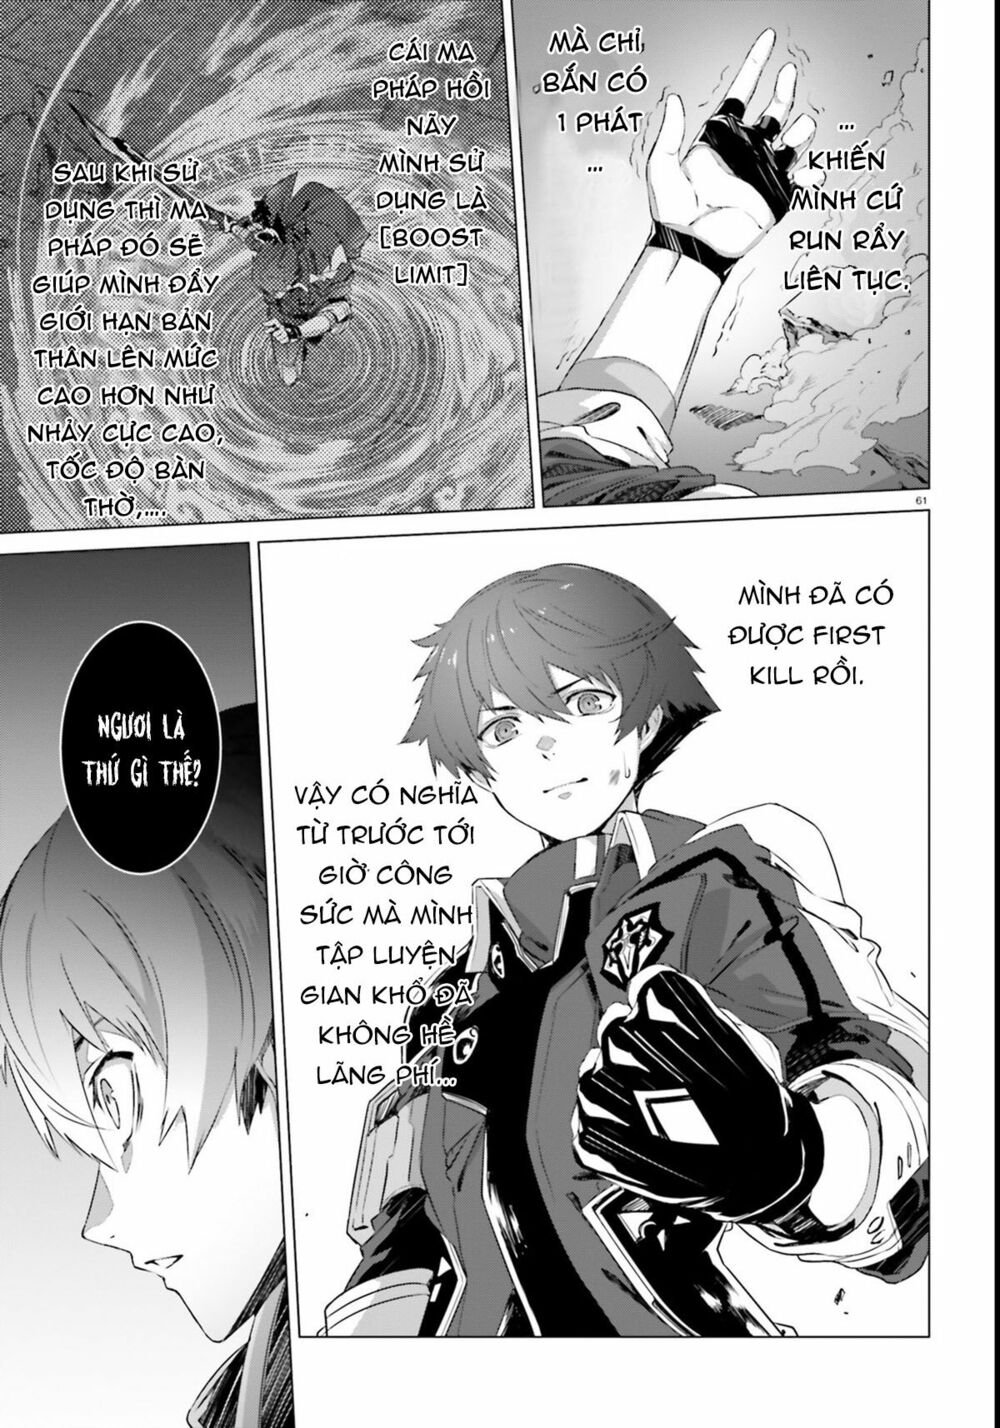 MÀ CHỈ
BẮN CÓ
1 PHÁT
...
...
KHIẾN
MÌNH CỨ
RUN RẨY
LIÊN TỤC.
CÁI MA
PHÁP HỒI
NÃY
MÌNH SỬ
DỤNG LÀ
[BOOST
LIMIT]
SAU KHI SỬ
DỤNG THÌ MA
PHÁP ĐÓ SẼ
GIÚP MÌNH ĐẨY
GIỚI HẠN BẢN
THÂN LÊN MỨC
CAO HƠN NHƯ
NHẢY CỰC CAO,
TỐC ĐỘ BÀN
THỜ,....
61
MÌNH ĐÃ CÓ
ĐƯỢC FIRST
KILL RỒI.
VẬY CÓ NGHĨA
TỪ TRƯỚC TỚI
GIỜ CÔNG
SỨC MÀ MÌNH
TẬP LUYỆN
GIAN KHỔ ĐÃ
KHÔNG HỀ
LÃNG PHÍ...
NGƯƠI LÀ
THỨ GÌ THẾ?